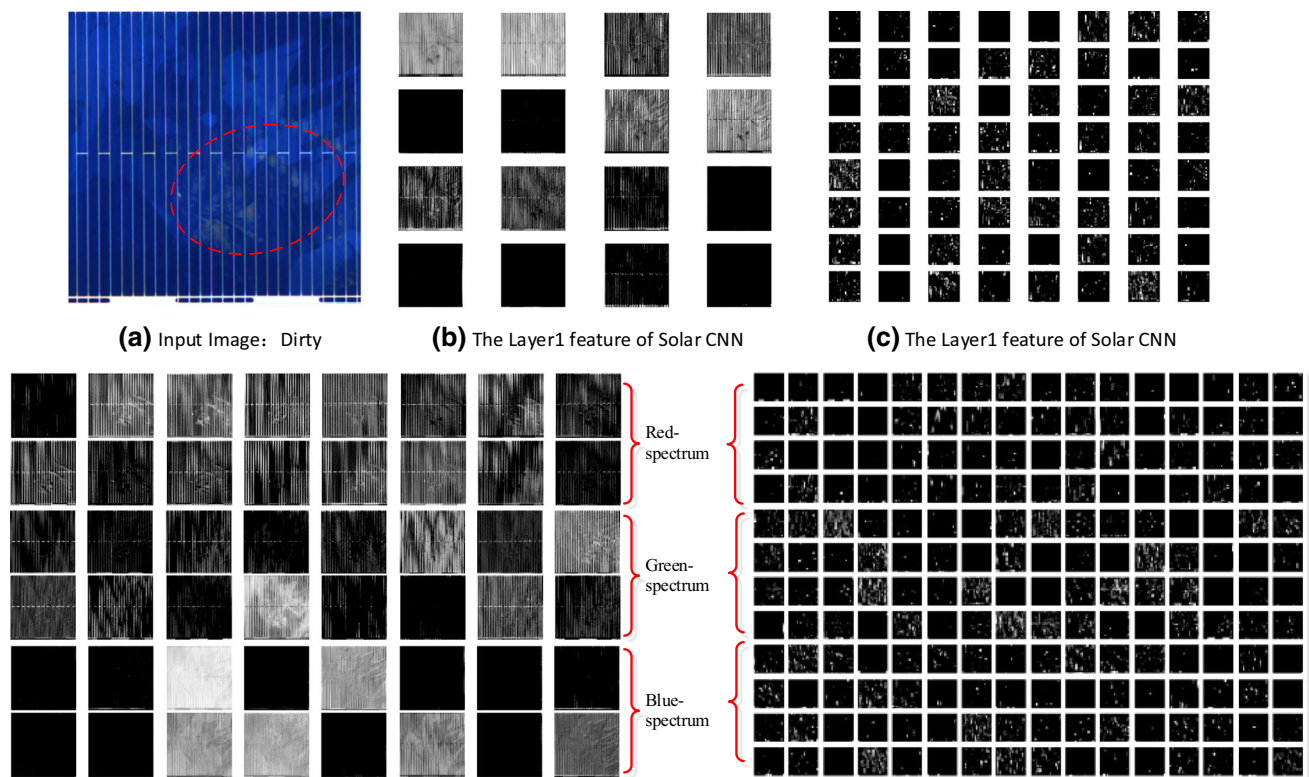 (a) Input Image： Dirty
(b) The Layer1 feature of Solar CNN
(c) The Layer1 feature of Solar CNN
Red-
spectrum
Green-
spectrum
Blue-
spectrum